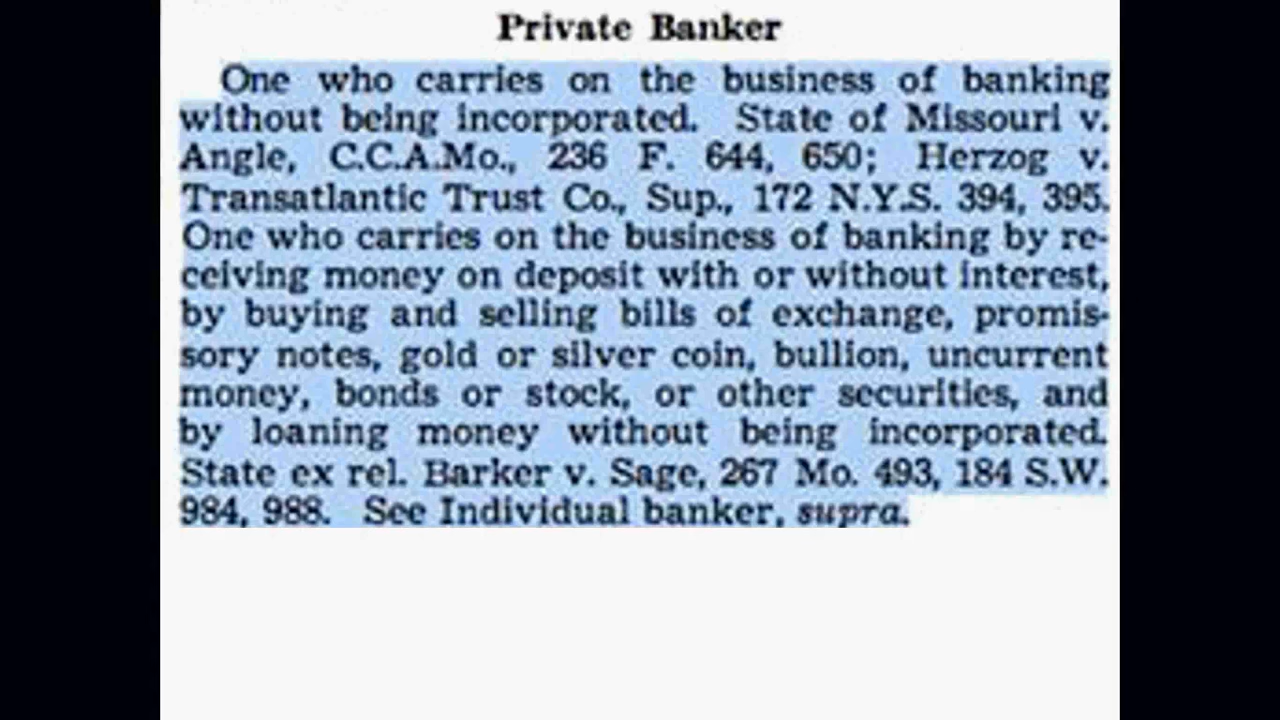 Private Banker
One who carries on the business of banking
without being incorporated. State of Missouri v.
Angle, C.C.A.Mo., 236 F. 644, 650; Herzog v.
Transatlantic Trust Co., Sup., 172 N.Y.S. 394, 395.
One who carries on the business of banking by re-
ceiving money on deposit with or without interest,
by buying and selling bills of exchange, promis-
sory notes, gold or silver coin, bullion, uncurrent
money, bonds or stock, or other securities, and
by loaning money without being incorporated.
State ex rel. Barker v. Sage, 267 Mo. 493, 184 S.W.
984, 988. See Individual banker, supra.